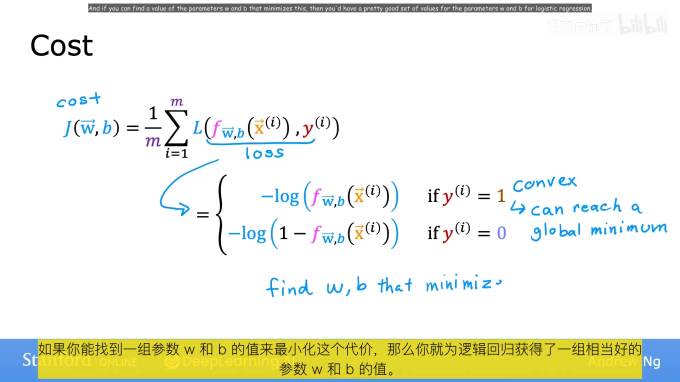 And if you can find a value of the parameters w and b that minimizes this, then you'd have a pretty good set of values for the parameters w and b for logistic regression.
bilibili
Cost
cost
J(w⃗,b) = 1/m ∑_{i=1}^{m} L(f_{w⃗,b}(x⃗^(i)), y^(i))
loss
= { −log(f_{w⃗,b}(x⃗^(i))) if y^(i) = 1
−log(1 − f_{w⃗,b}(x⃗^(i))) if y^(i) = 0
convex
↳ can reach a
global minimum
find w, b that minimiz
如果你能找到一组参数 w 和 b 的值来最小化这个代价，那么你就为逻辑回归获得了一组相当好的
参数 w 和 b 的值。
Stanford ONLINE DeepLearning Andrew Ng